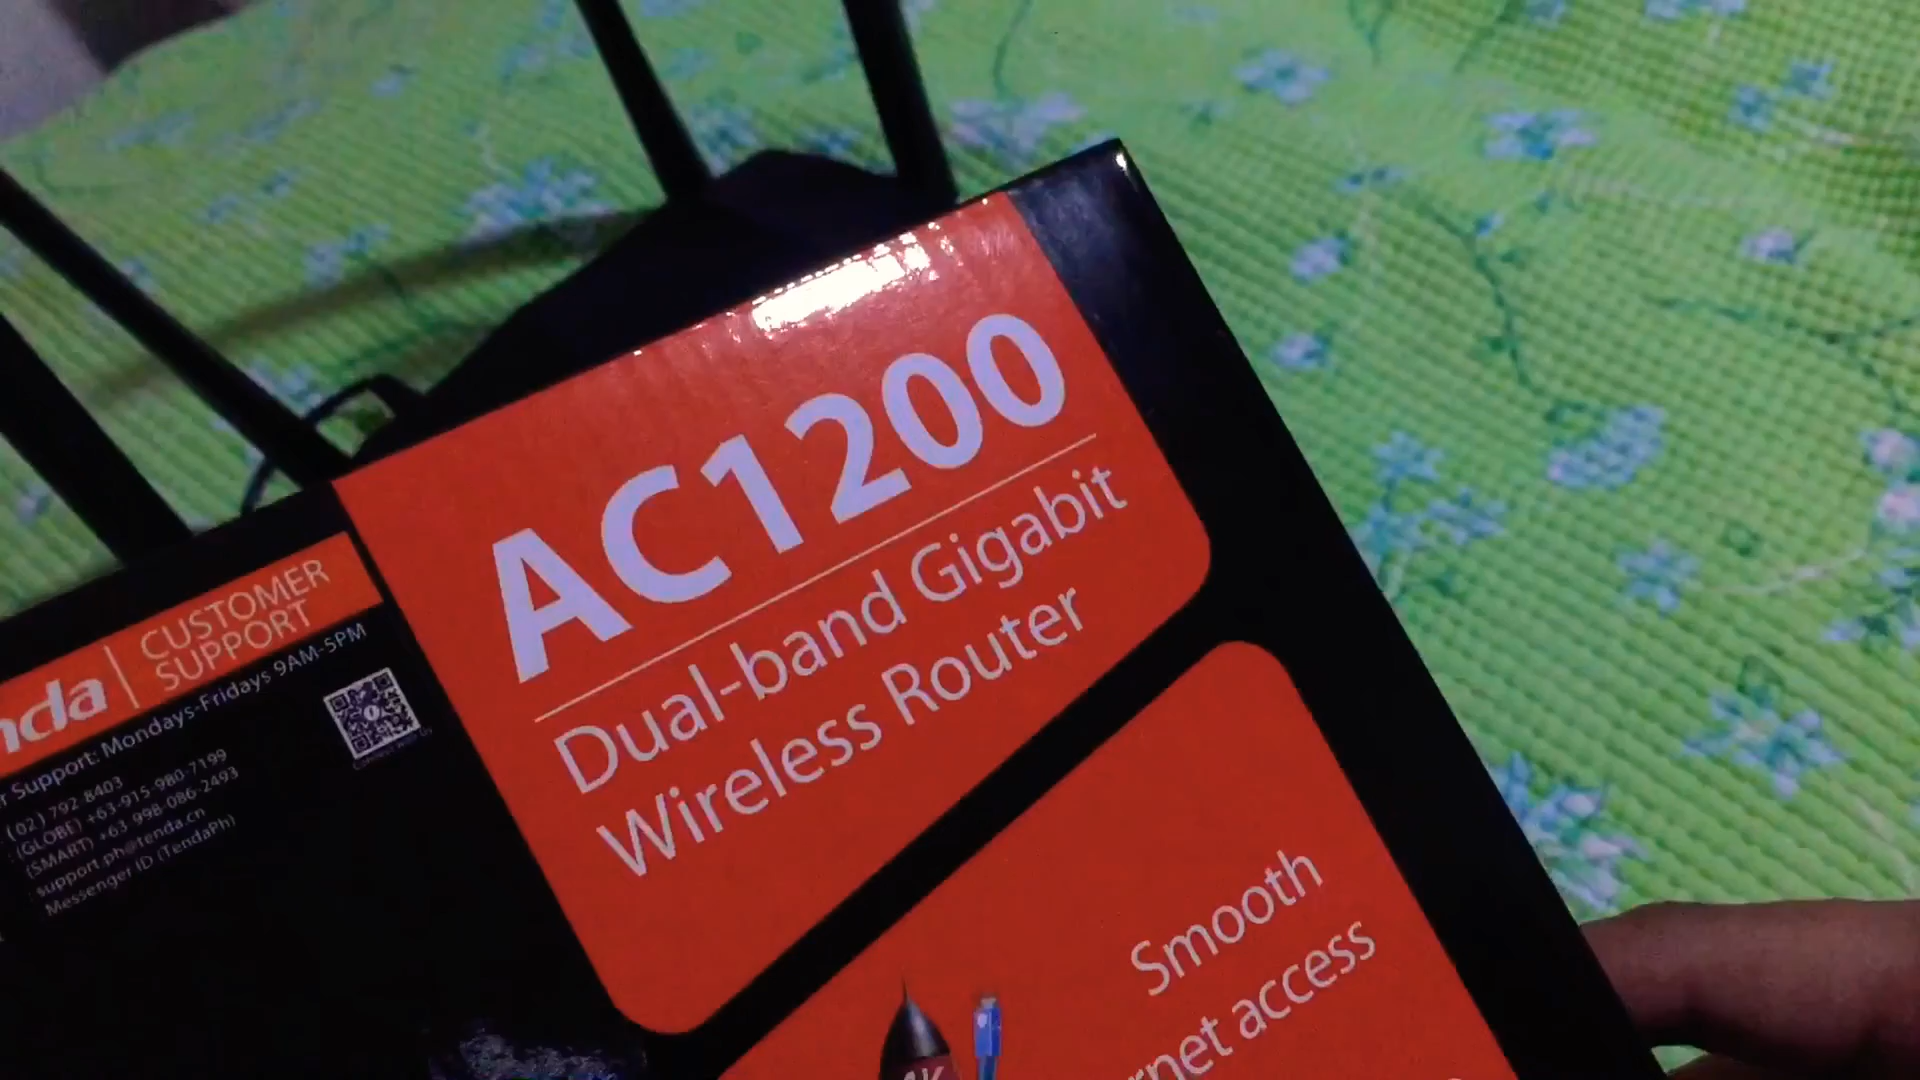 AC1200
Dual-band Gigabit
Wireless Router
nda
CUSTOMER
SUPPORT
r Support: Mondays-Fridays 9AM-5PM
(02) 792 8403
(GLOBE) +63-915-980-7199
(SMART) +63-998-086-2493
support.ph@tenda.cn
Messenger ID (TendaPh)
Smooth
rnet access